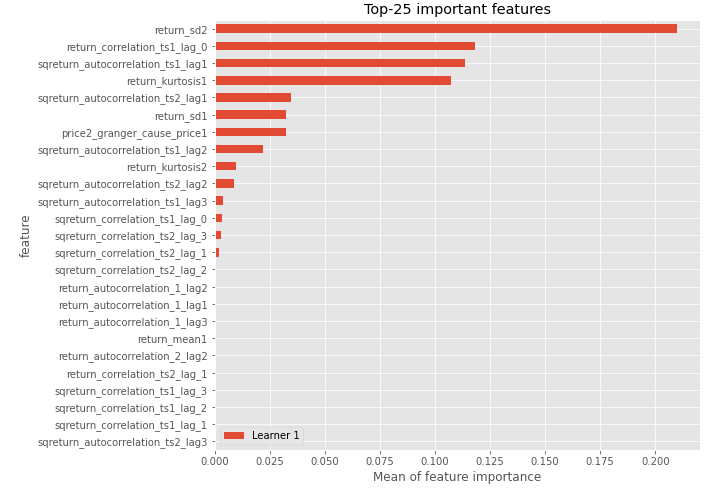 Top-25 important features
return_sd2
return_correlation_ts1_lag_0
sqreturn_autocorrelation_ts1_lag1
return_kurtosis1
sqreturn_autocorrelation_ts2_lag1
return_sd1
price2_granger_cause_price1
sqreturn_autocorrelation_ts1_lag2
return_kurtosis2
sqreturn_autocorrelation_ts2_lag2
sqreturn_autocorrelation_ts1_lag3
sqreturn_correlation_ts1_lag_0
sqreturn_correlation_ts2_lag_3
sqreturn_correlation_ts2_lag_1
sqreturn_correlation_ts2_lag_2
return_autocorrelation_1_lag2
return_autocorrelation_1_lag1
return_autocorrelation_1_lag3
return_mean1
return_autocorrelation_2_lag2
return_correlation_ts2_lag_1
sqreturn_correlation_ts1_lag_3
sqreturn_correlation_ts1_lag_2
sqreturn_correlation_ts1_lag_1
sqreturn_autocorrelation_ts2_lag3
feature
Learner 1
0.000 0.025 0.050 0.075 0.100 0.125 0.150 0.175 0.200
Mean of feature importance